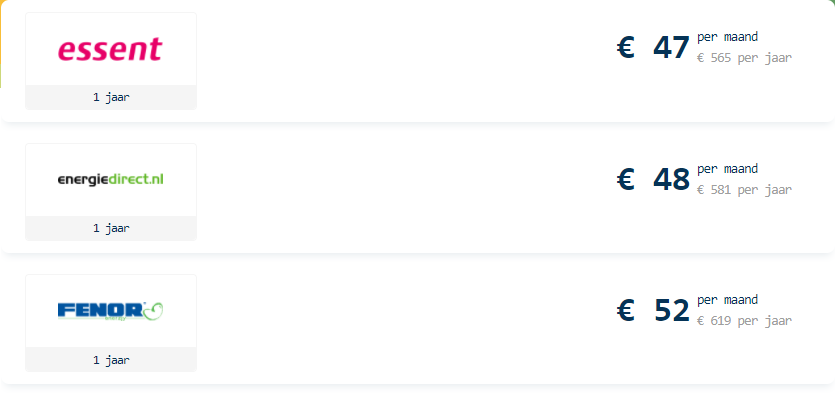 essent
1 jaar
€ 47 per maand
€ 565 per jaar
energiedirect.nl
1 jaar
€ 48 per maand
€ 581 per jaar
FENOR
energy
1 jaar
€ 52 per maand
€ 619 per jaar